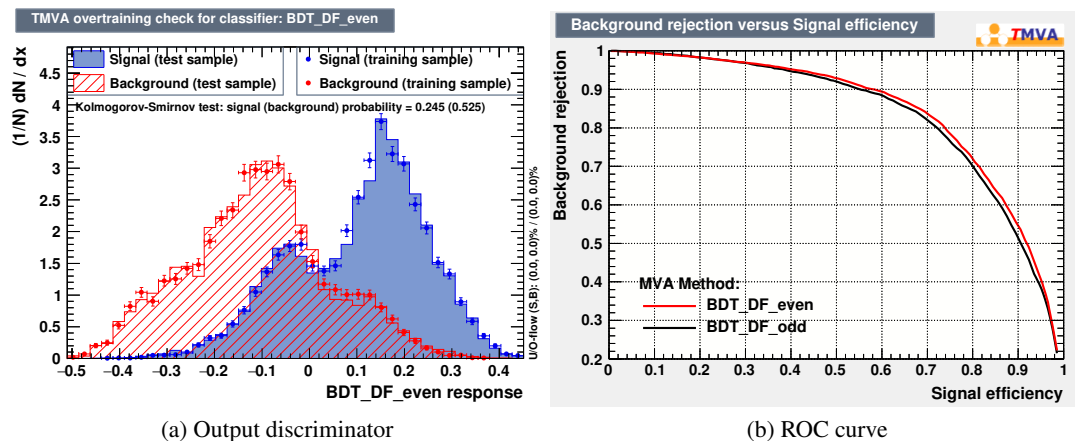 TMVA overtraining check for classifier: BDT_DF_even
(1/N) dN / dx
4.5
4
3.5
3
2.5
2
1.5
1
0.5
0
Signal (test sample)
Background (test sample)
Signal (training sample)
Background (training sample)
Kolmogorov-Smirnov test: signal (background) probability = 0.245 (0.525)
U/O-flow (S,B): (0.0, 0.0)% / (0.0, 0.0)%
−0.5 −0.4 −0.3 −0.2 −0.1 0 0.1 0.2 0.3 0.4
BDT_DF_even response
(a) Output discriminator
Background rejection versus Signal efficiency
TMVA
Background rejection
1
0.9
0.8
0.7
0.6
0.5
0.4
0.3
0.2
MVA Method:
BDT_DF_even
BDT_DF_odd
0 0.1 0.2 0.3 0.4 0.5 0.6 0.7 0.8 0.9 1
Signal efficiency
(b) ROC curve